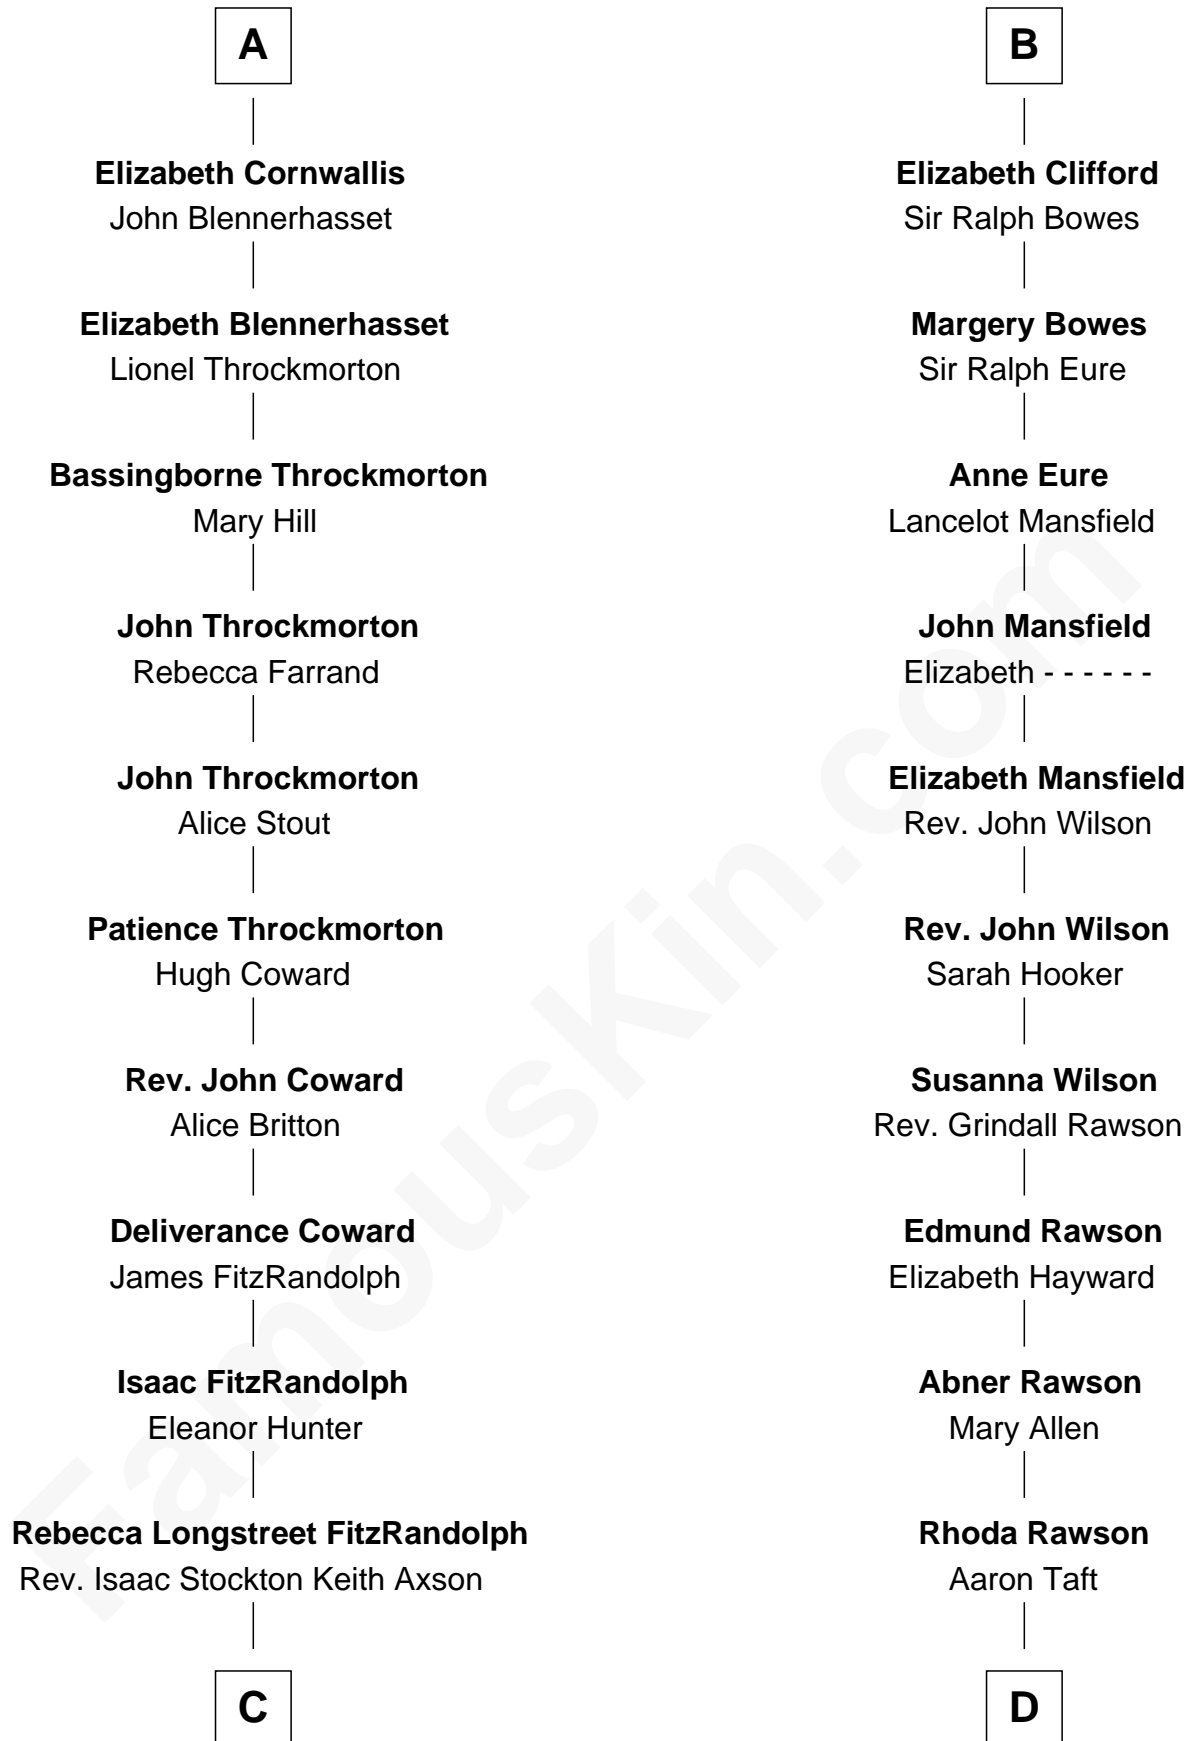 A
Elizabeth Cornwallis
John Blennerhasset
Elizabeth Blennerhasset
Lionel Throckmorton
Bassingborne Throckmorton
Mary Hill
John Throckmorton
Rebecca Farrand
John Throckmorton
Alice Stout
Patience Throckmorton
Hugh Coward
Rev. John Coward
Alice Britton
Deliverance Coward
James FitzRandolph
Isaac FitzRandolph
Eleanor Hunter
Rebecca Longstreet FitzRandolph
Rev. Isaac Stockton Keith Axson
C
B
Elizabeth Clifford
Sir Ralph Bowes
Margery Bowes
Sir Ralph Eure
Anne Eure
Lancelot Mansfield
John Mansfield
Elizabeth - - - - - -
Elizabeth Mansfield
Rev. John Wilson
Rev. John Wilson
Sarah Hooker
Susanna Wilson
Rev. Grindall Rawson
Edmund Rawson
Elizabeth Hayward
Abner Rawson
Mary Allen
Rhoda Rawson
Aaron Taft
D
FamousKin.com